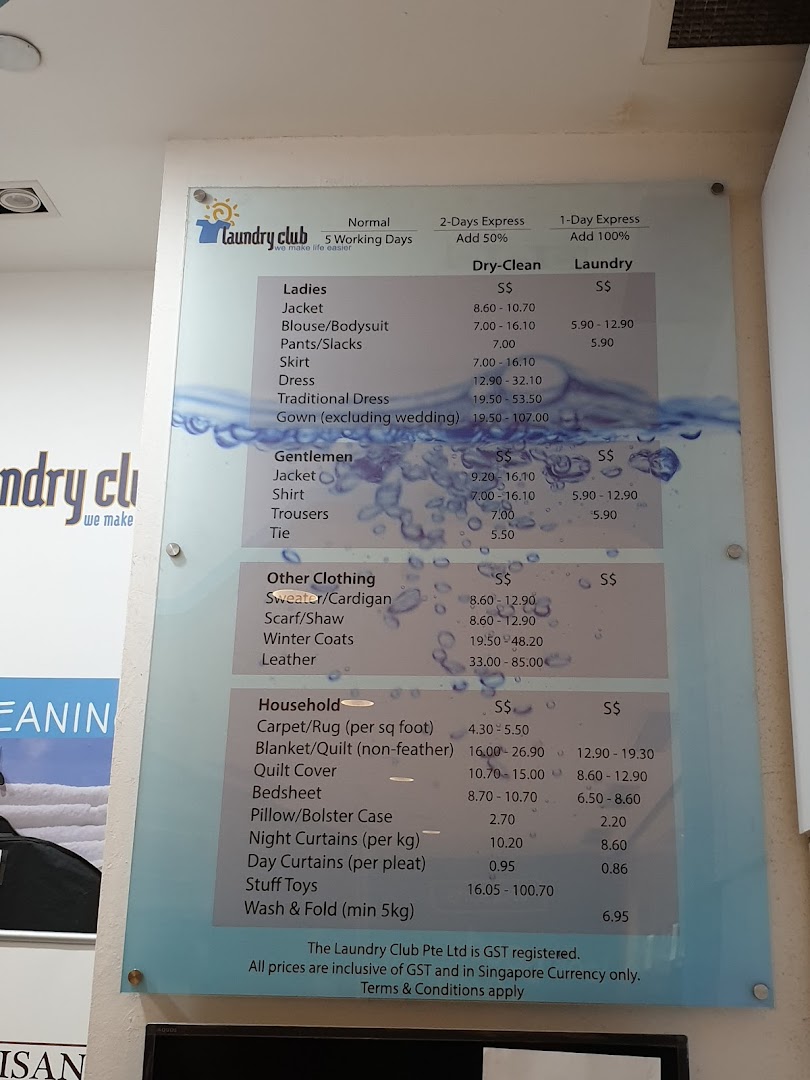 laundry club
we make life easier
Normal 2-Days Express 1-Day Express
5 Working Days Add 50% Add 100%
Dry-Clean Laundry
Ladies S$ S$
Jacket 8.60 - 10.70
Blouse/Bodysuit 7.00 - 16.10 5.90 - 12.90
Pants/Slacks 7.00 5.90
Skirt 7.00 - 16.10
Dress 12.90 - 32.10
Traditional Dress 19.50 - 53.50
Gown (excluding wedding) 19.50 - 107.00
Gentlemen S$ S$
Jacket 9.20 - 16.10
Shirt 7.00 - 16.10 5.90 - 12.90
Trousers 7.00 5.90
Tie 5.50
Other Clothing S$ S$
Sweater/Cardigan 8.60 - 12.90
Scarf/Shaw 8.60 - 12.90
Winter Coats 19.50 - 48.20
Leather 33.00 - 85.00
Household S$ S$
Carpet/Rug (per sq foot) 4.30 - 5.50
Blanket/Quilt (non-feather) 16.00 - 26.90 12.90 - 19.30
Quilt Cover 10.70 - 15.00 8.60 - 12.90
Bedsheet 8.70 - 10.70 6.50 - 8.60
Pillow/Bolster Case 2.70 2.20
Night Curtains (per kg) 10.20 8.60
Day Curtains (per pleat) 0.95 0.86
Stuff Toys 16.05 - 100.70
Wash & Fold (min 5kg) 6.95
The Laundry Club Pte Ltd is GST registered.
All prices are inclusive of GST and in Singapore Currency only.
Terms & Conditions apply
ndry clu
we make
EANIN
ISAN
AOC